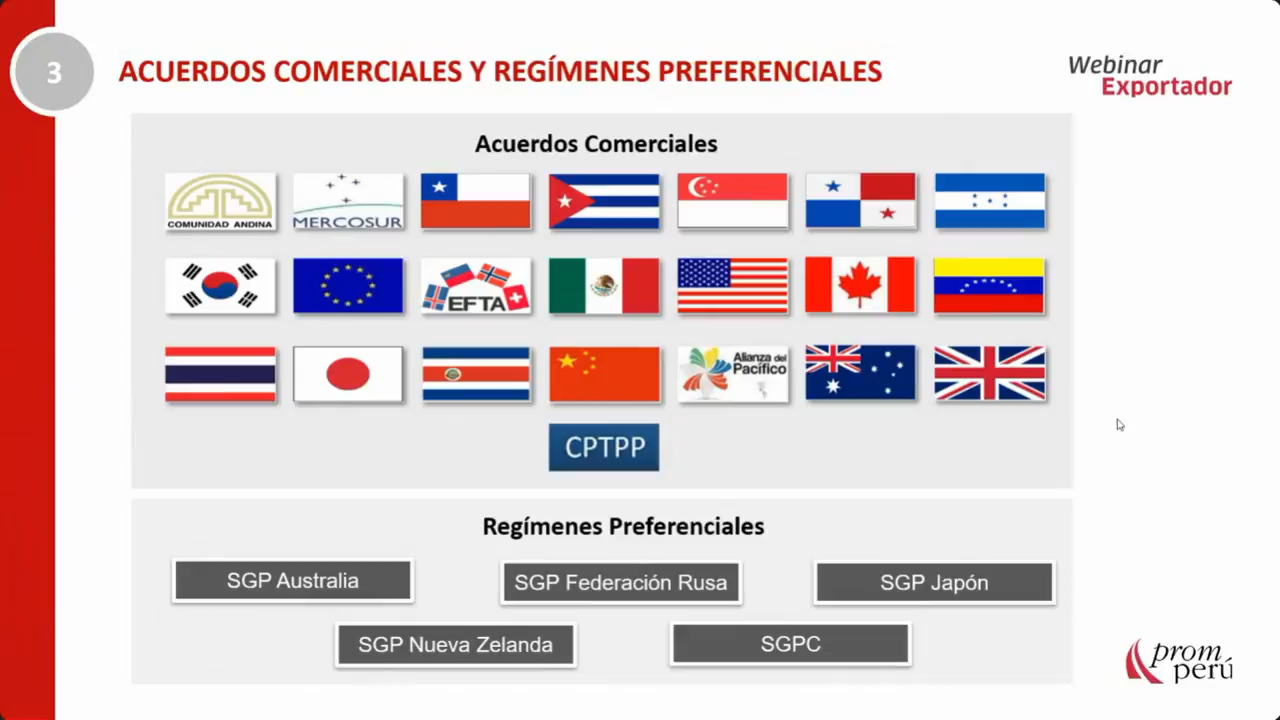 3
ACUERDOS COMERCIALES Y REGÍMENES PREFERENCIALES
Webinar
Exportador
Acuerdos Comerciales
COMUNIDAD ANDINA
MERCOSUR
EFTA
Alianza del
Pacífico
CPTPP
Regímenes Preferenciales
SGP Australia
SGP Federación Rusa
SGP Japón
SGP Nueva Zelanda
SGPC
prom
perú